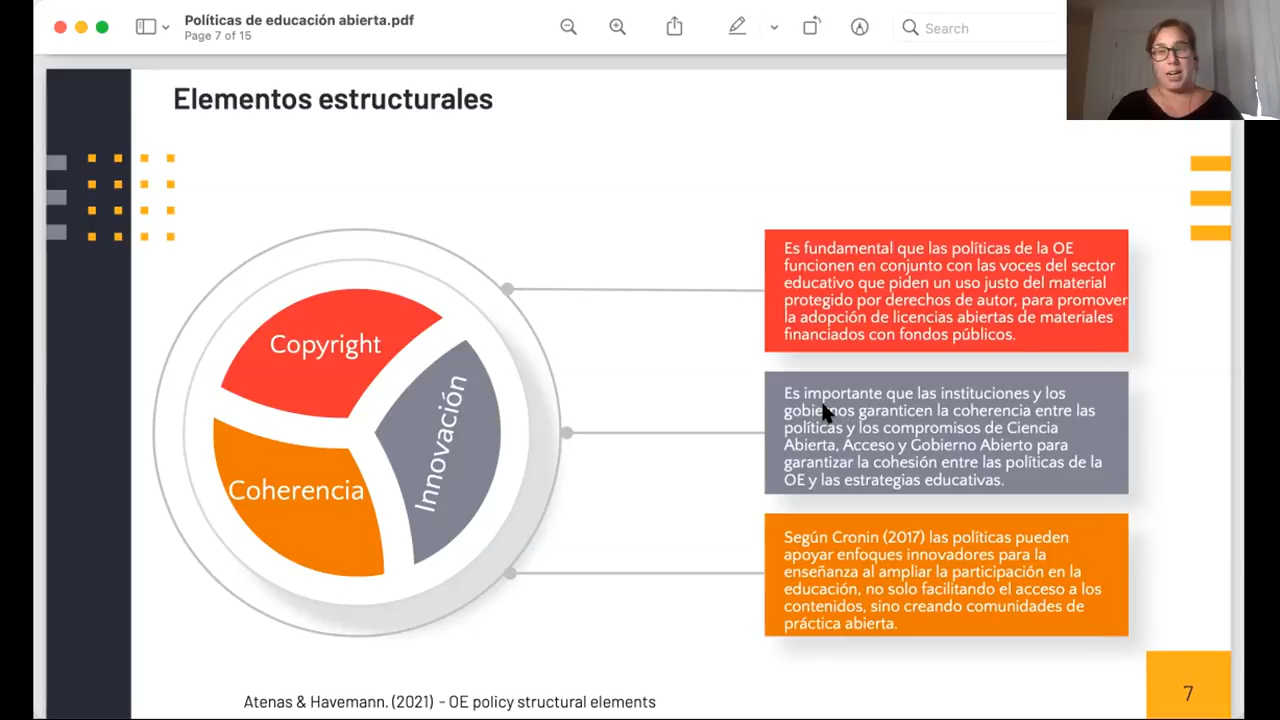 Políticas de educación abierta.pdf
Page 7 of 15
Search
Elementos estructurales
Copyright
Innovación
Coherencia
Es fundamental que las políticas de la OE
funcionen en conjunto con las voces del sector
educativo que piden un uso justo del material
protegido por derechos de autor, para promover
la adopción de licencias abiertas de materiales
financiados con fondos públicos.
Es importante que las instituciones y los
gobiernos garanticen la coherencia entre las
políticas y los compromisos de Ciencia
Abierta, Acceso y Gobierno Abierto para
garantizar la cohesión entre las políticas de la
OE y las estrategias educativas.
Según Cronin (2017) las políticas pueden
apoyar enfoques innovadores para la
enseñanza al ampliar la participación en la
educación, no solo facilitando el acceso a los
contenidos, sino creando comunidades de
práctica abierta.
Atenas & Havemann. (2021) - OE policy structural elements
7